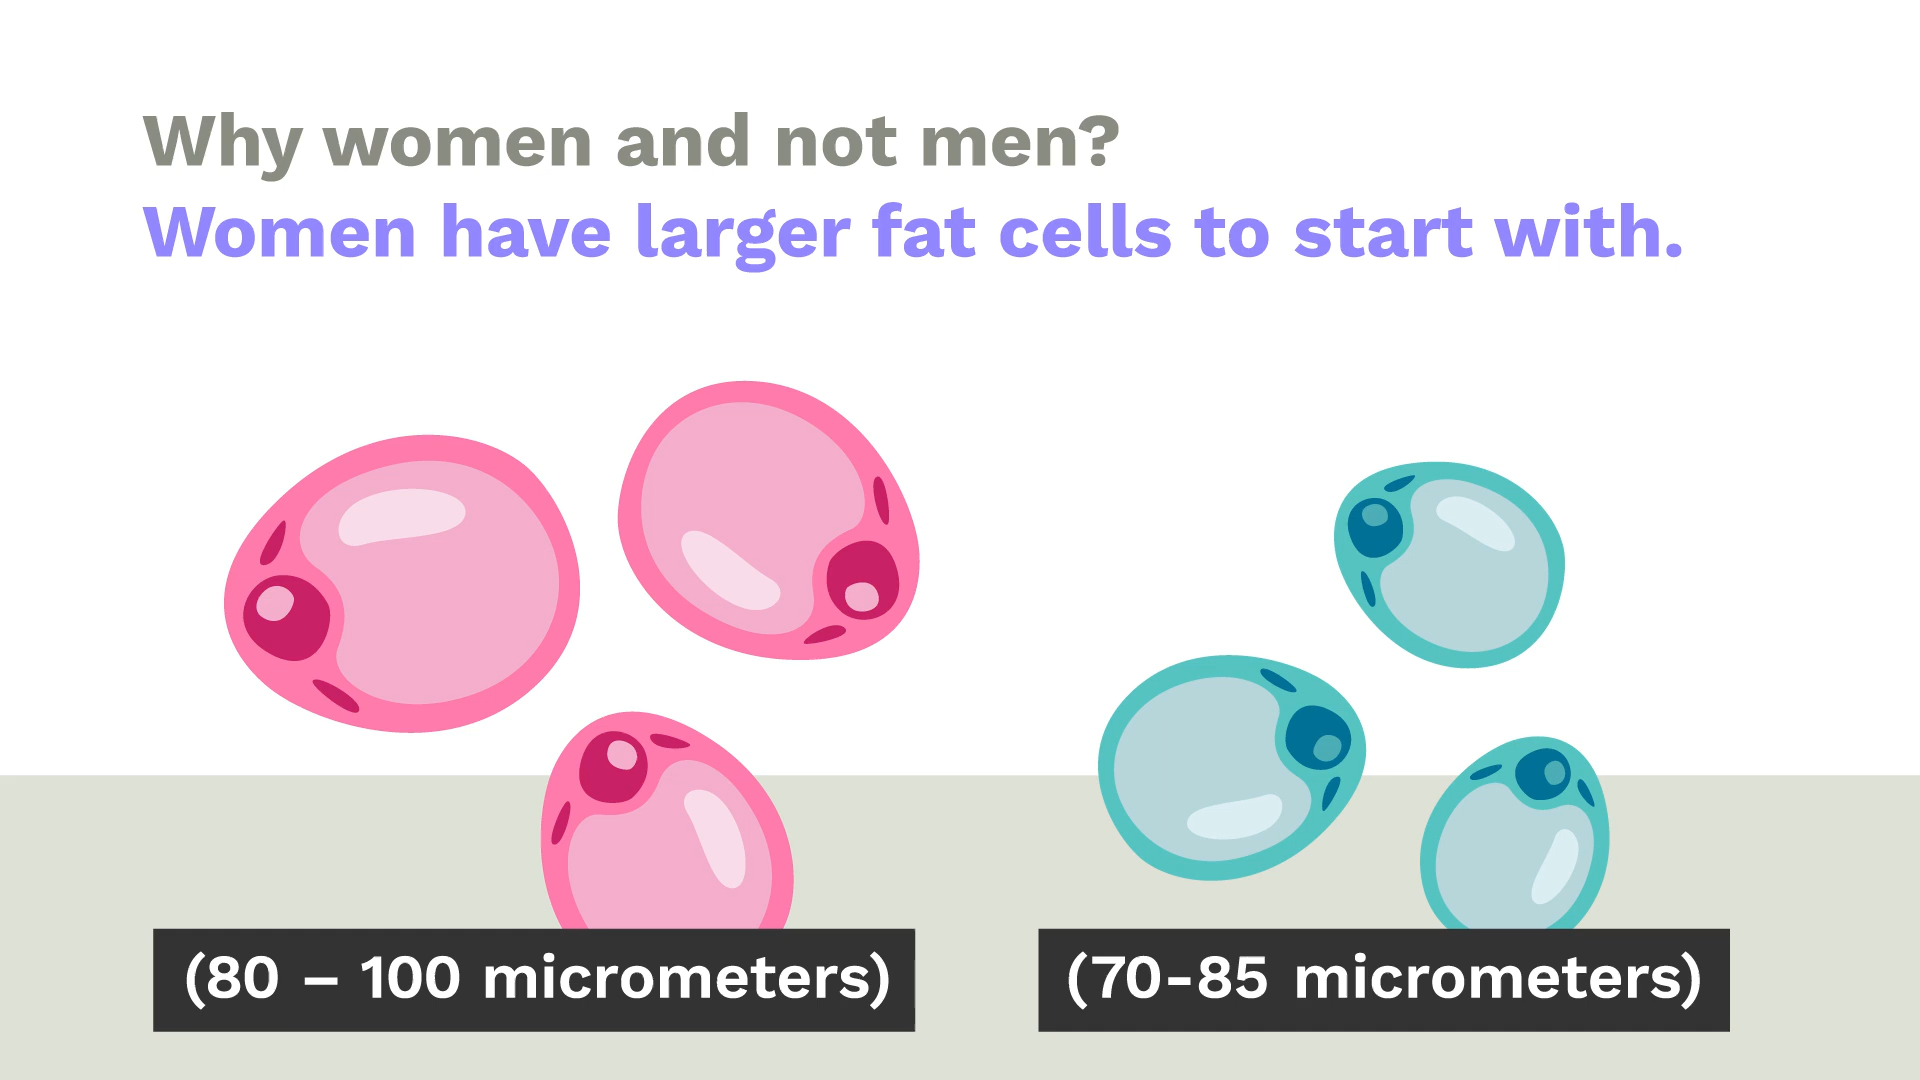 Why women and not men?
Women have larger fat cells to start with.
(80 – 100 micrometers)
(70-85 micrometers)